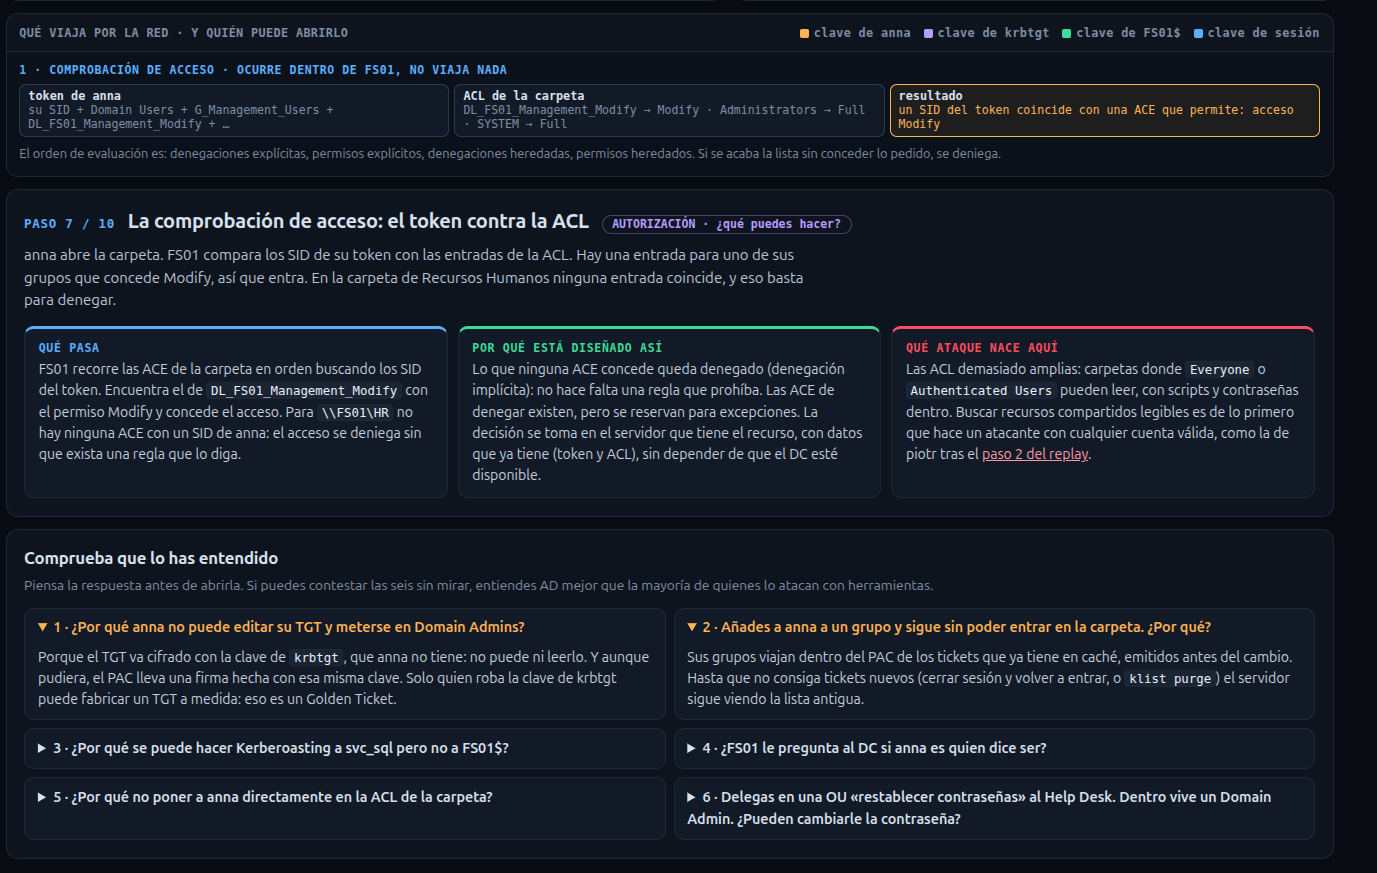 QUÉ VIAJA POR LA RED · Y QUIÉN PUEDE ABRIRLO
clave de anna
clave de krbtgt
clave de FS01$
clave de sesión
1 · COMPROBACIÓN DE ACCESO · OCURRE DENTRO DE FS01, NO VIAJA NADA
token de anna
su SID + Domain Users + G_Management_Users +
DL_FS01_Management_Modify + …
ACL de la carpeta
DL_FS01_Management_Modify → Modify · Administrators → Full
· SYSTEM → Full
resultado
un SID del token coincide con una ACE que permite: acceso
Modify
El orden de evaluación es: denegaciones explícitas, permisos explícitos, denegaciones heredadas, permisos heredados. Si se acaba la lista sin conceder lo pedido, se deniega.
PASO 7 / 10 La comprobación de acceso: el token contra la ACL AUTORIZACIÓN · ¿qué puedes hacer?
anna abre la carpeta. FS01 compara los SID de su token con las entradas de la ACL. Hay una entrada para uno de sus
grupos que concede Modify, así que entra. En la carpeta de Recursos Humanos ninguna entrada coincide, y eso basta
para denegar.
QUÉ PASA
FS01 recorre las ACE de la carpeta en orden buscando los SID
del token. Encuentra el de DL_FS01_Management_Modify con
el permiso Modify y concede el acceso. Para \\FS01\HR no
hay ninguna ACE con un SID de anna: el acceso se deniega sin
que exista una regla que lo diga.
POR QUÉ ESTÁ DISEÑADO ASÍ
Lo que ninguna ACE concede queda denegado (denegación
implícita): no hace falta una regla que prohíba. Las ACE de
denegar existen, pero se reservan para excepciones. La
decisión se toma en el servidor que tiene el recurso, con datos
que ya tiene (token y ACL), sin depender de que el DC esté
disponible.
QUÉ ATAQUE NACE AQUÍ
Las ACL demasiado amplias: carpetas donde Everyone o
Authenticated Users pueden leer, con scripts y contraseñas
dentro. Buscar recursos compartidos legibles es de lo primero
que hace un atacante con cualquier cuenta válida, como la de
piotr tras el paso 2 del replay.
Comprueba que lo has entendido
Piensa la respuesta antes de abrirla. Si puedes contestar las seis sin mirar, entiendes AD mejor que la mayoría de quienes lo atacan con herramientas.
▼ 1 · ¿Por qué anna no puede editar su TGT y meterse en Domain Admins?
Porque el TGT va cifrado con la clave de krbtgt, que anna no tiene: no puede ni leerlo. Y aunque
pudiera, el PAC lleva una firma hecha con esa misma clave. Solo quien roba la clave de krbtgt
puede fabricar un TGT a medida: eso es un Golden Ticket.
▼ 2 · Añades a anna a un grupo y sigue sin poder entrar en la carpeta. ¿Por qué?
Sus grupos viajan dentro del PAC de los tickets que ya tiene en caché, emitidos antes del cambio.
Hasta que no consiga tickets nuevos (cerrar sesión y volver a entrar, o klist purge) el servidor
sigue viendo la lista antigua.
▶ 3 · ¿Por qué se puede hacer Kerberoasting a svc_sql pero no a FS01$?
▶ 4 · ¿FS01 le pregunta al DC si anna es quien dice ser?
▶ 5 · ¿Por qué no poner a anna directamente en la ACL de la carpeta?
▶ 6 · Delegas en una OU «restablecer contraseñas» al Help Desk. Dentro vive un Domain
Admin. ¿Pueden cambiarle la contraseña?